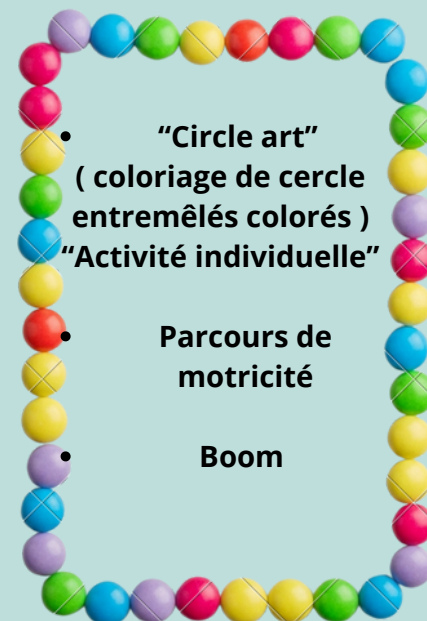 • “Circle art”
( coloriage de cercle
entremêlés colorés )
“Activité individuelle”
• Parcours de
motricité
• Boom